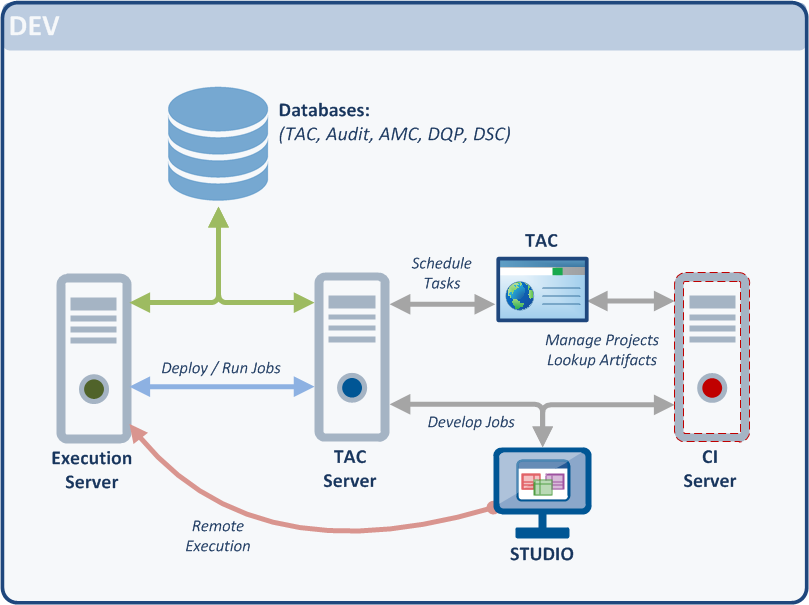 DEV
Databases:
(TAC, Audit, AMC, DQP, DSC)
TAC
Schedule
Tasks
Manage Projects
Lookup Artifacts
Deploy / Run Jobs
Develop Jobs
Execution
Server
TAC
Server
CI
Server
Remote
Execution
STUDIO